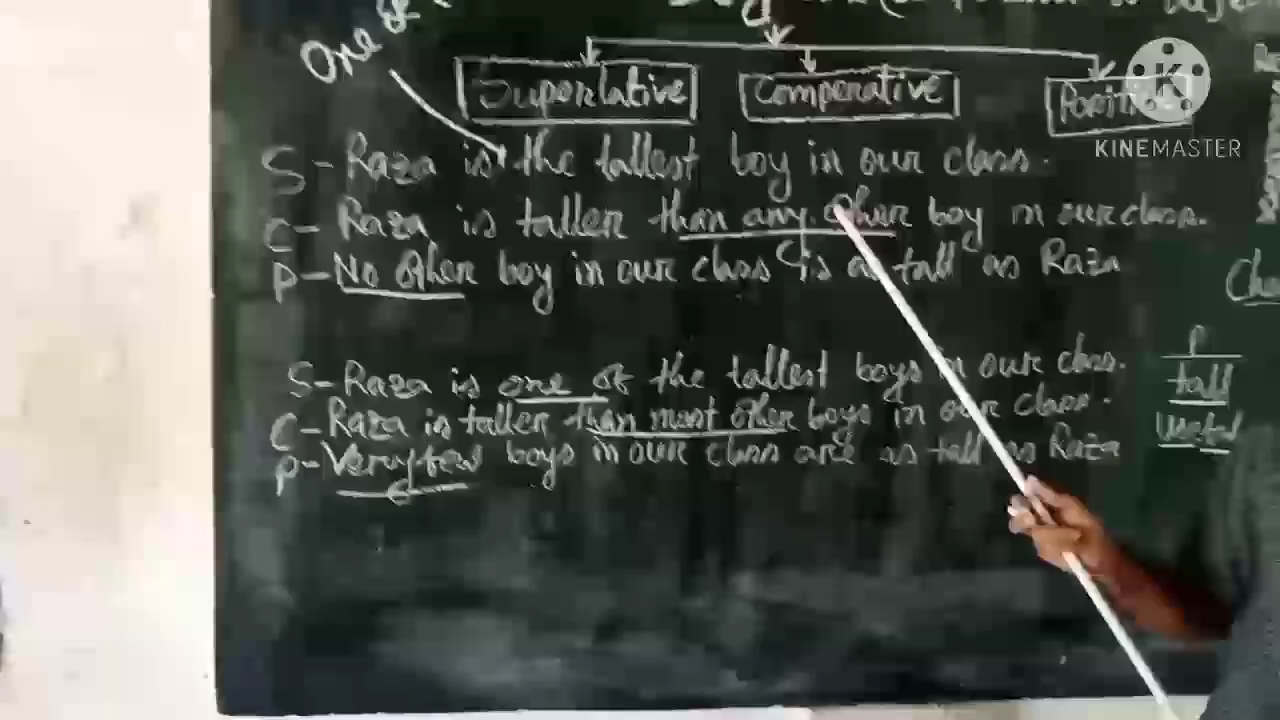 One of
Superlative Comperative
KINEMASTER
S - Raza is the tallest boy in our class.
C - Raza is taller than any other boy in our class.
P - No other boy in our class is as tall as Raza
S - Raza is one of the tallest boys in our class.
C - Raza is taller than most other boys in our class.
P - Very few boys in our class are as tall as Raza
P
tall
useful